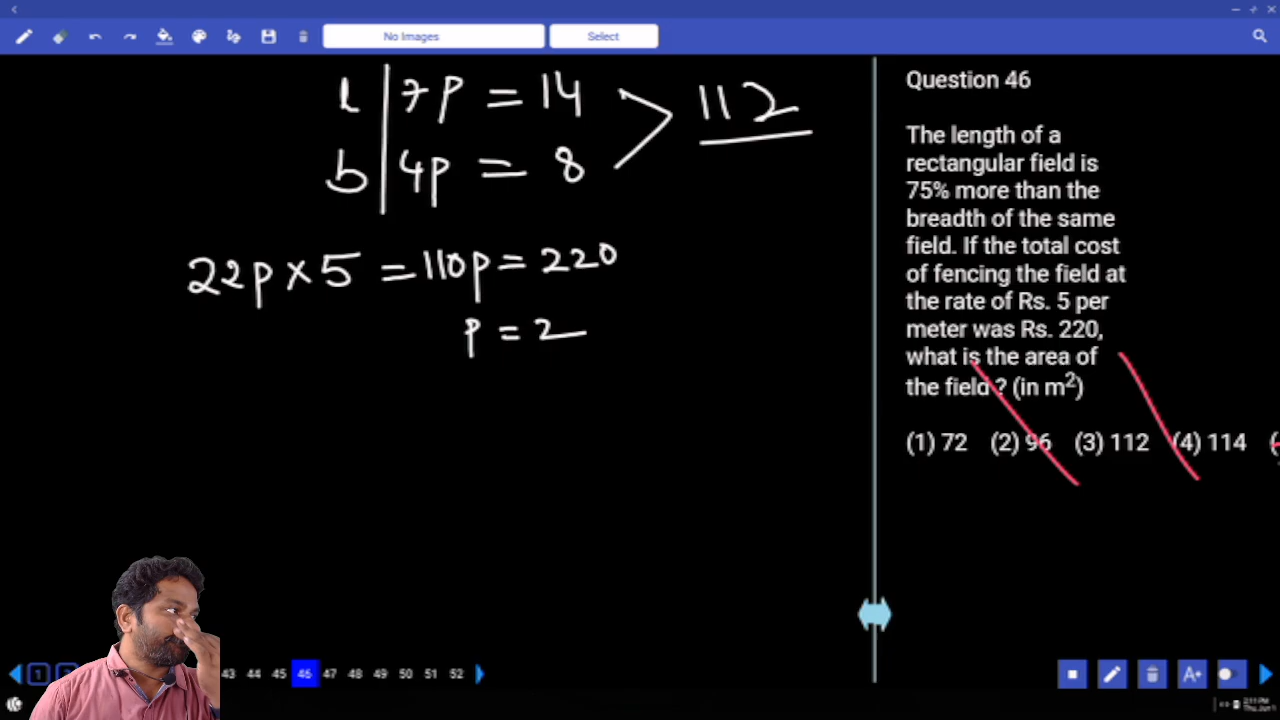 No Images
Select
l 7p = 14
112
b 4p = 8
22p × 5 = 110p = 220
p = 2
Question 46
The length of a
rectangular field is
75% more than the
breadth of the same
field. If the total cost
of fencing the field at
the rate of Rs. 5 per
meter was Rs. 220,
what is the area of
the field ? (in m²)
(1) 72 (2) 96 (3) 112 (4) 114
1 43 44 45 46 47 48 49 50 51 52
A+
2:11 PM